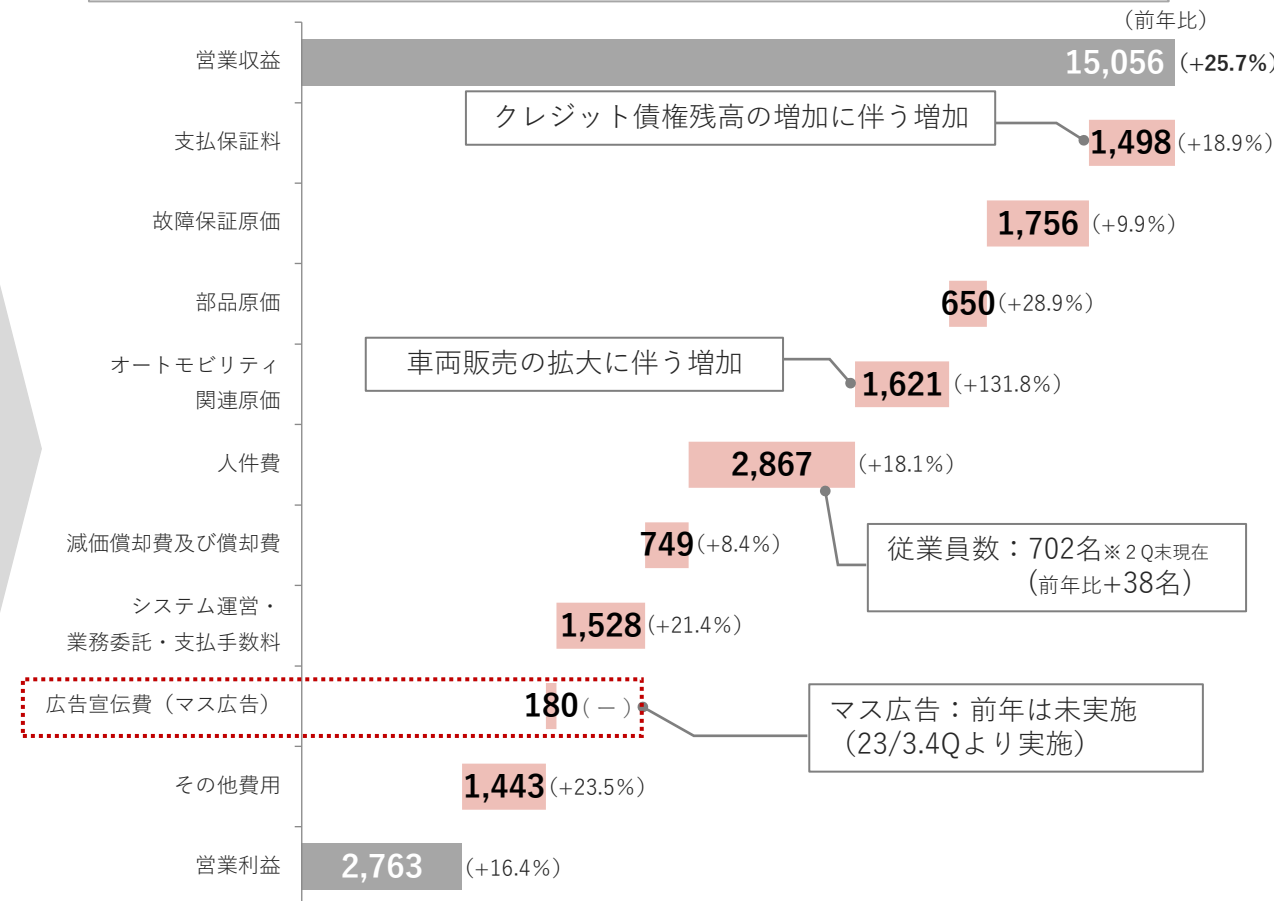 (前年比)
営業収益
15,056 (+25.7%)
クレジット債権残高の増加に伴う増加
支払保証料
1,498 (+18.9%)
故障保証原価
1,756 (+9.9%)
部品原価
650 (+28.9%)
車両販売の拡大に伴う増加
オートモビリティ
関連原価
1,621 (+131.8%)
人件費
2,867 (+18.1%)
減価償却費及び償却費
749 (+8.4%)
従業員数：702名※２Q末現在
(前年比+38名)
システム運営・
業務委託・支払手数料
1,528 (+21.4%)
広告宣伝費（マス広告）
180 ( － )
マス広告：前年は未実施
（23/3.4Qより実施）
その他費用
1,443 (+23.5%)
営業利益
2,763 (+16.4%)